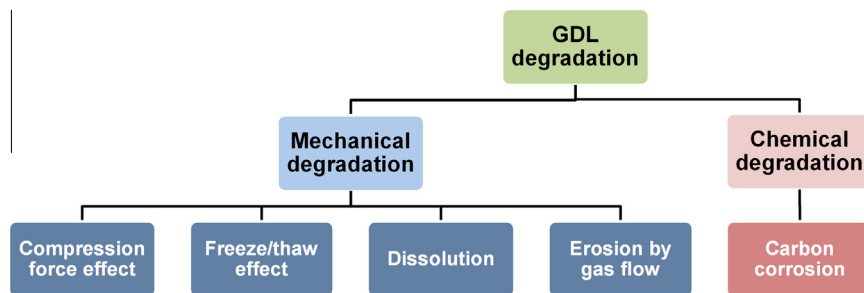 GDL
degradation
Mechanical
degradation
Chemical
degradation
Compression
force effect
Freeze/thaw
effect
Dissolution
Erosion by
gas flow
Carbon
corrosion